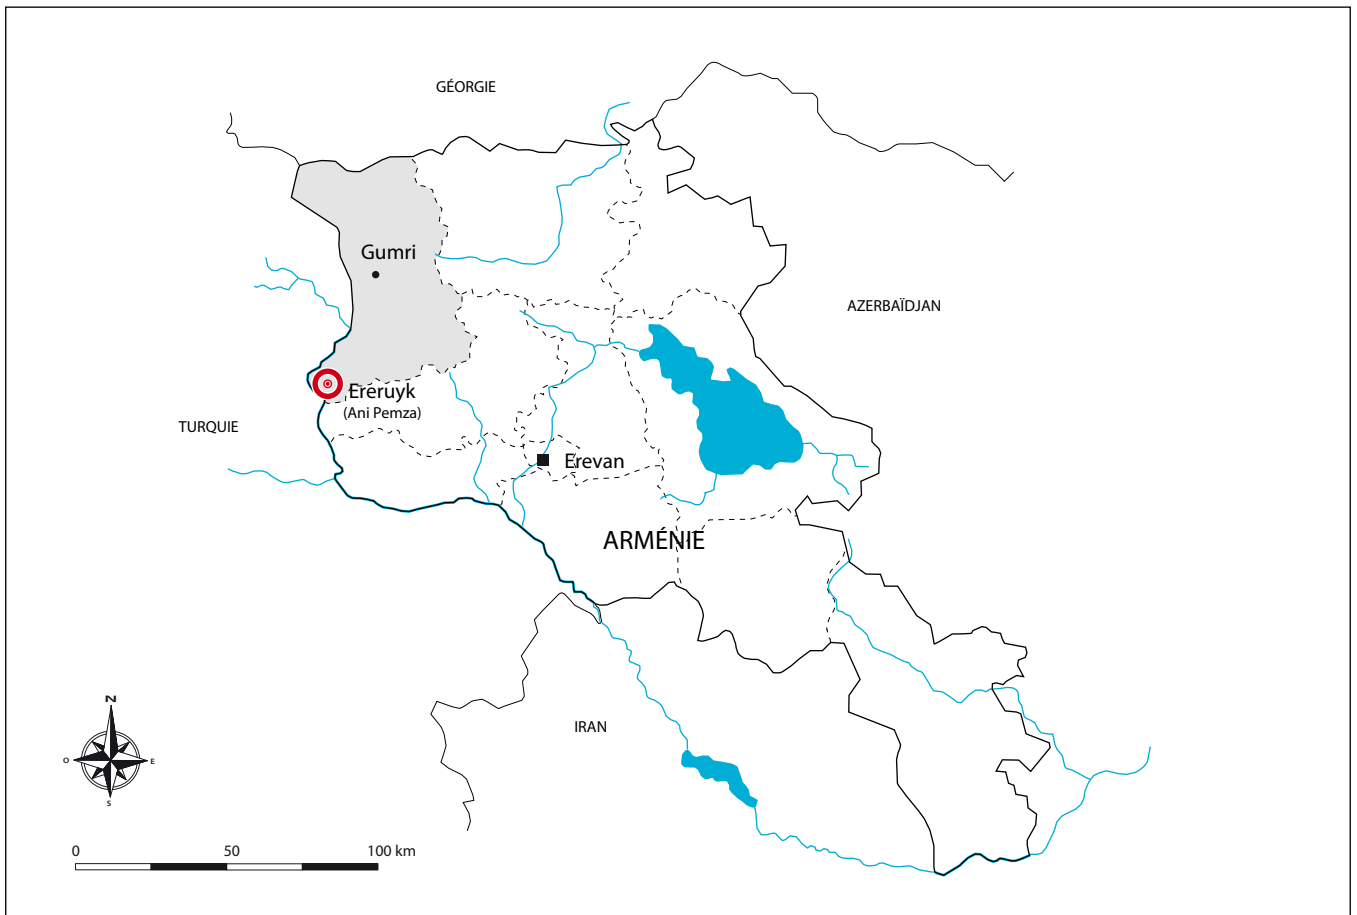 GÉORGIE
Gumri
AZERBAÏDJAN
Ereruyk
(Ani Pemza)
TURQUIE
Erevan
ARMÉNIE
IRAN
N
O
E
S
0 50 100 km